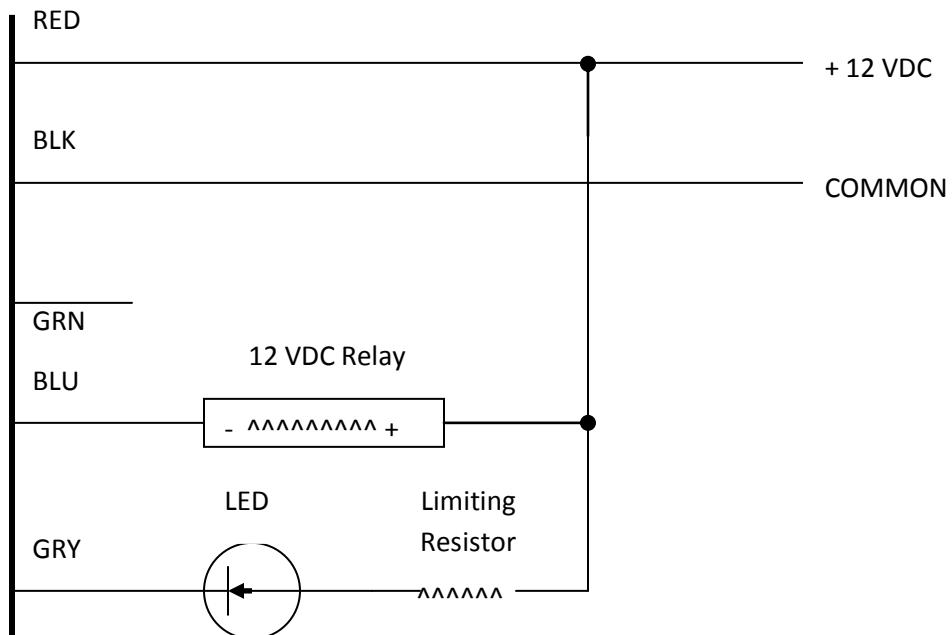 RED
+ 12 VDC
BLK
COMMON
GRN
12 VDC Relay
BLU
- ^^^^^^^^^ +
LED
Limiting
Resistor
GRY
^^^^^^